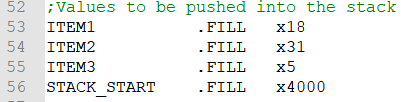 52 ;Values to be pushed into the stack
53 ITEM1 .FILL x18
54 ITEM2 .FILL x31
55 ITEM3 .FILL x5
56 STACK_START .FILL x4000